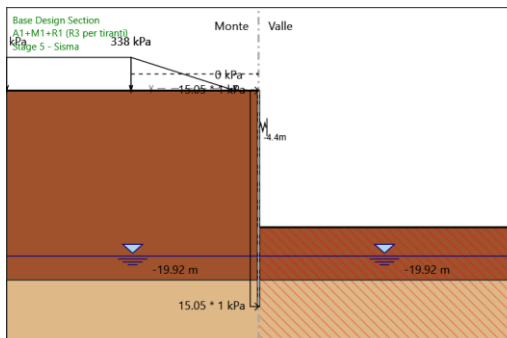 Base Design Section
A1+M1+R1 (R3 per tiranti)
Stage 5 - Sisma
Monte
Valle
kPa
338 kPa
0 kPa
15.05 * 1 kPa
-4.4m
-19.92 m
-19.92 m
15.05 * 1 kPa